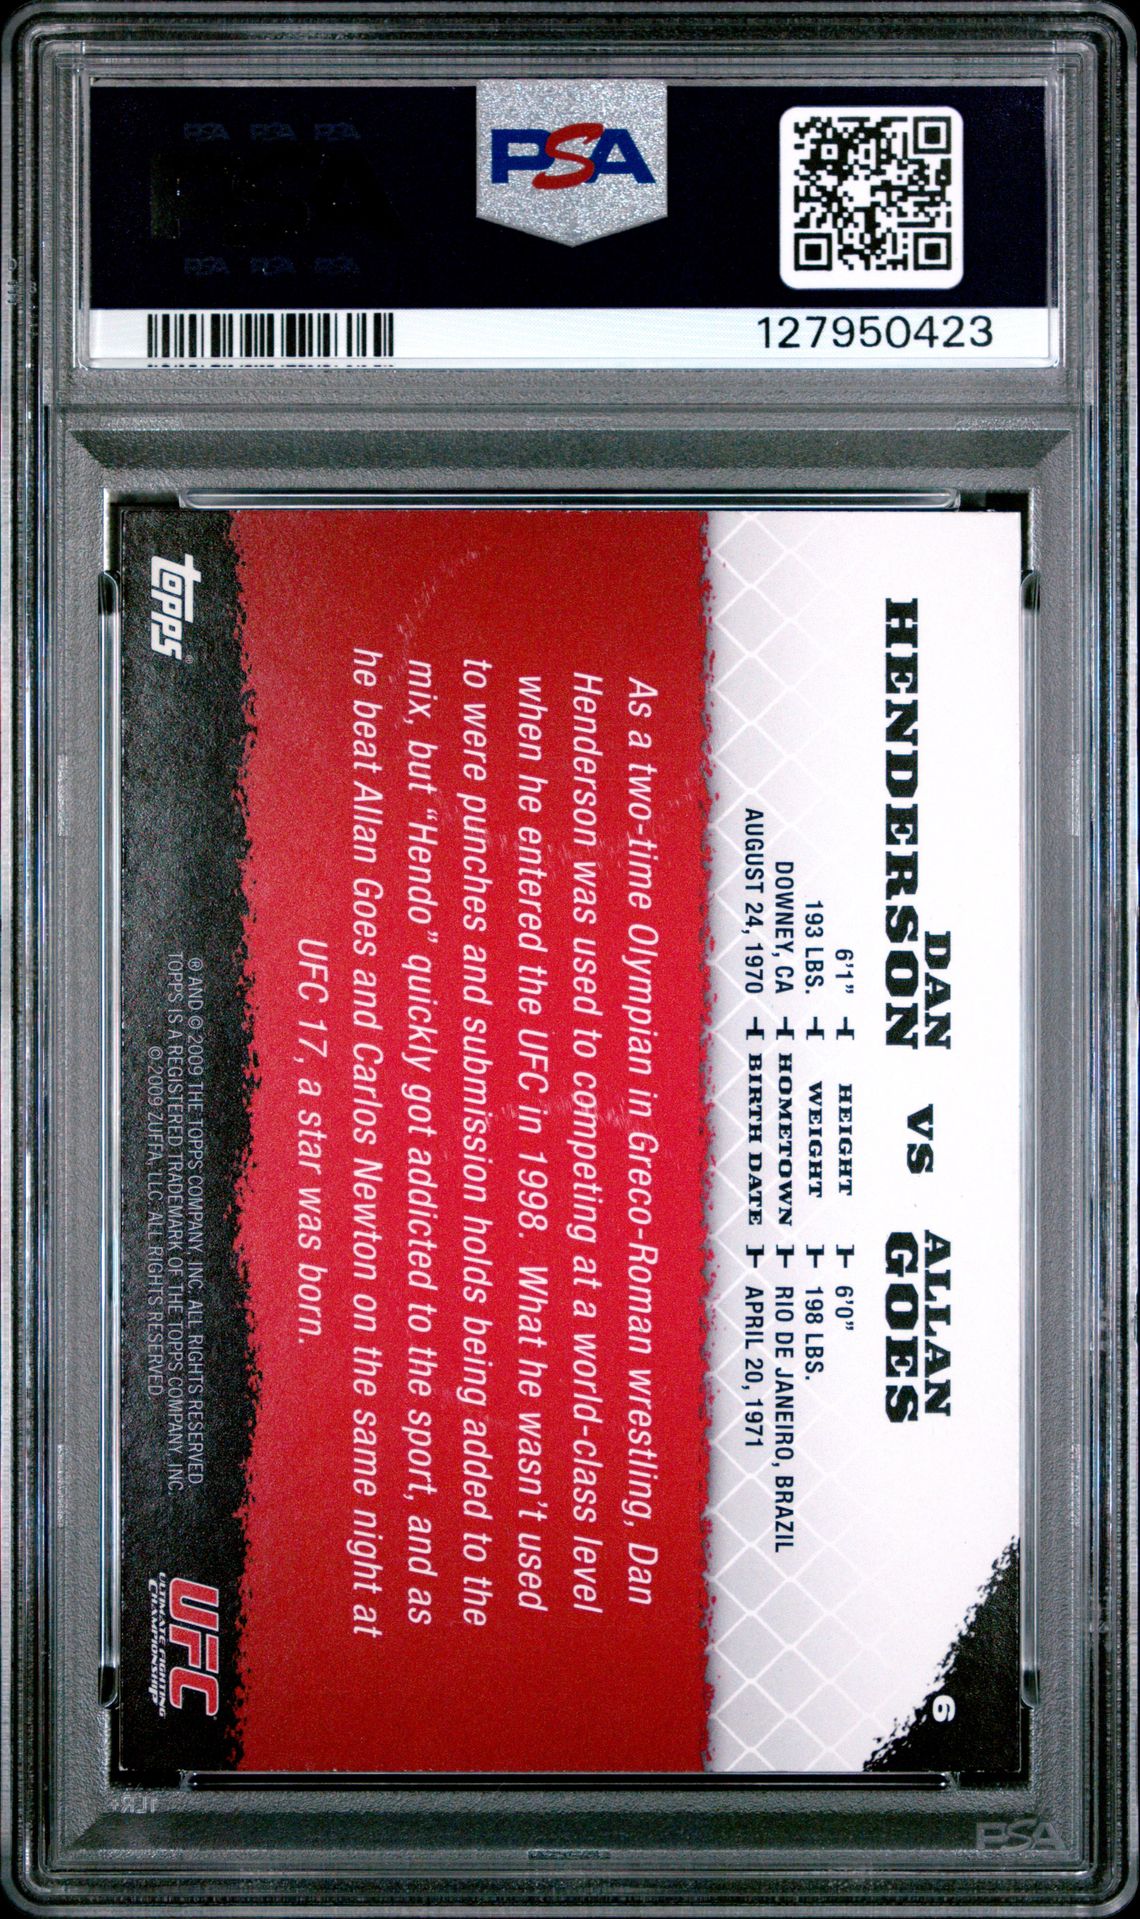 PSA
127950423
6
DAN HENDERSON VS ALLAN GOES
6'1" HEIGHT 6'0"
193 LBS. WEIGHT 198 LBS.
DOWNEY, CA HOMETOWN RIO DE JANEIRO, BRAZIL
AUGUST 24, 1970 BIRTH DATE APRIL 20, 1971
As a two-time Olympian in Greco-Roman wrestling, Dan
Henderson was used to competing at a world-class level
when he entered the UFC in 1998. What he wasn't used
to were punches and submission holds being added to the
mix, but "Hendo" quickly got addicted to the sport, and as
he beat Allan Goes and Carlos Newton on the same night at
UFC 17, a star was born.
topps®
® AND © 2009 THE TOPPS COMPANY, INC. ALL RIGHTS RESERVED.
TOPPS IS A REGISTERED TRADEMARK OF THE TOPPS COMPANY, INC.
© 2009 ZUFFA, LLC. ALL RIGHTS RESERVED.
UFC
ULTIMATE FIGHTING
CHAMPIONSHIP
PSA